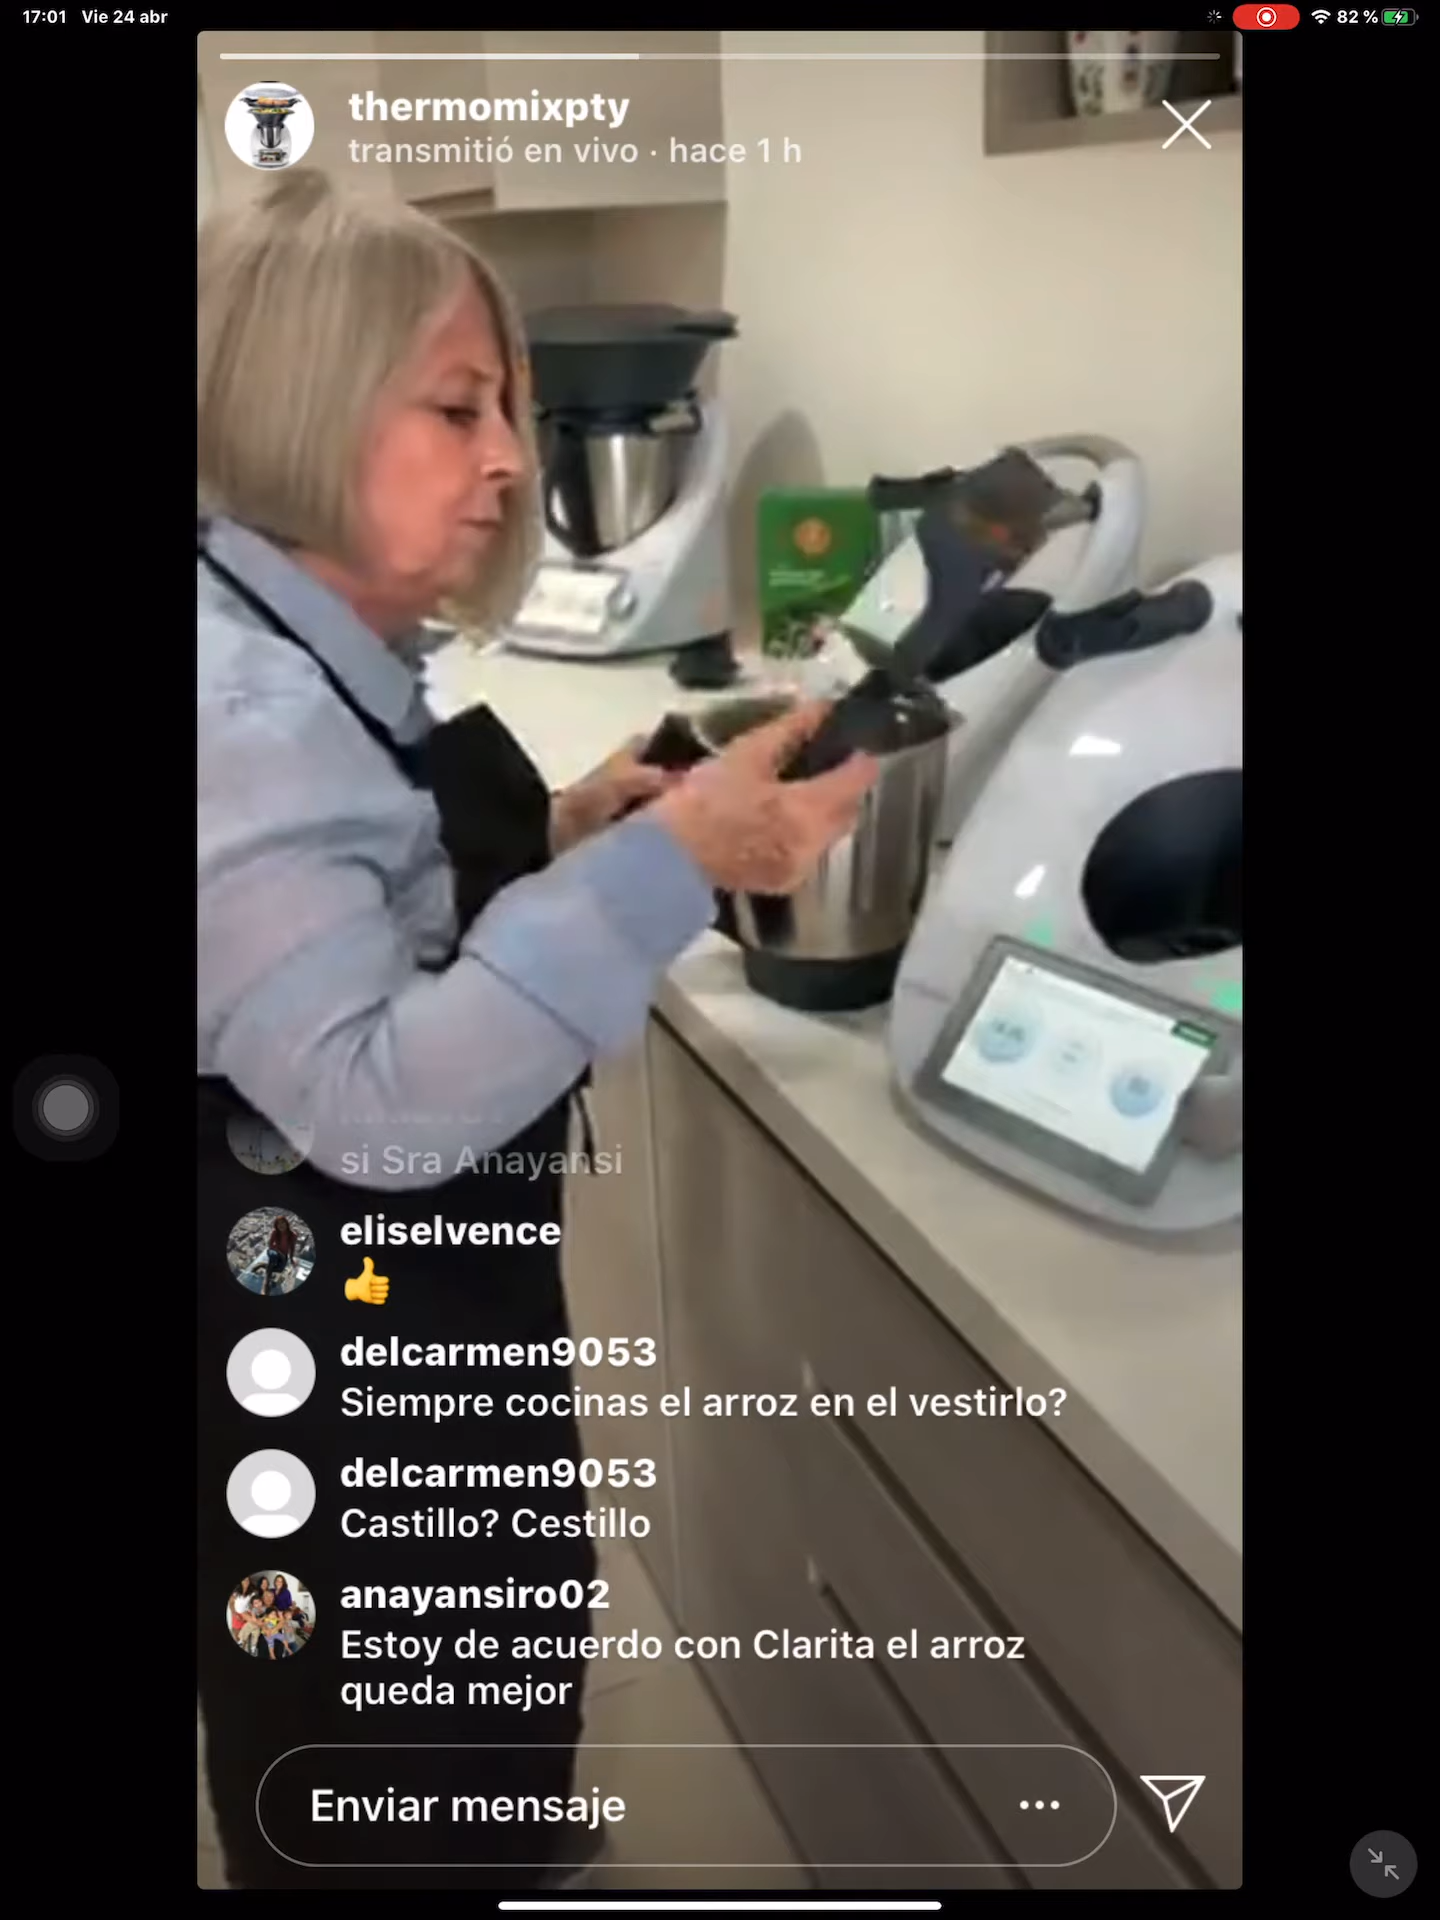 17:01 Vie 24 abr
82 %
thermomixpty
transmitió en vivo · hace 1 h
si Sra Anayansi
eliselvence
👍
delcarmen9053
Siempre cocinas el arroz en el vestirlo?
delcarmen9053
Castillo? Cestillo
anayansiro02
Estoy de acuerdo con Clarita el arroz
queda mejor
Enviar mensaje